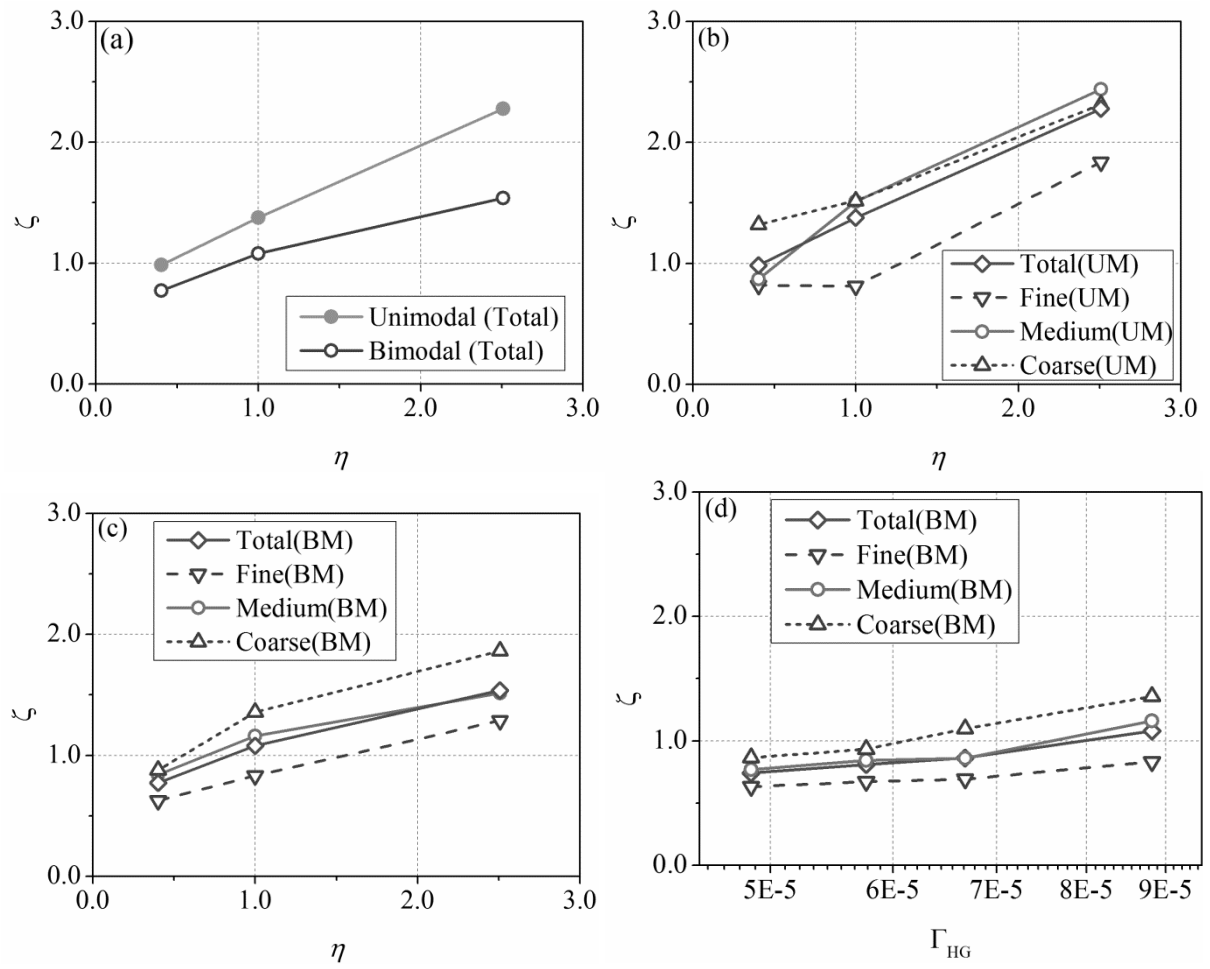 (a)
3.0
2.0
1.0
0.0
ζ
Unimodal (Total)
Bimodal (Total)
0.0 1.0 2.0 3.0
η
(b)
3.0
2.0
1.0
0.0
ζ
Total(UM)
Fine(UM)
Medium(UM)
Coarse(UM)
0.0 1.0 2.0 3.0
η
(c)
3.0
2.0
1.0
0.0
ζ
Total(BM)
Fine(BM)
Medium(BM)
Coarse(BM)
0.0 1.0 2.0 3.0
η
(d)
3.0
2.0
1.0
0.0
ζ
Total(BM)
Fine(BM)
Medium(BM)
Coarse(BM)
5E-5 6E-5 7E-5 8E-5 9E-5
Γ_HG